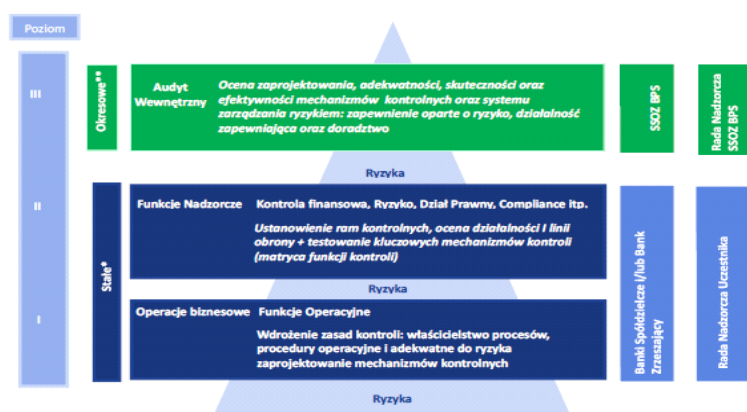 Poziom
III
Okresowe**
Audyt
Wewnętrzny
Ocena zaprojektowania, adekwatności, skuteczności oraz
efektywności mechanizmów kontrolnych oraz systemu
zarządzania ryzykiem: zapewnienie oparte o ryzyko, działalność
zapewniająca oraz doradztwo
SSOZ BPS
Rada Nadzorcza
SSOZ BPS
Ryzyka
II
Stałe*
Funkcje Nadzorcze
Kontrola finansowa, Ryzyko, Dział Prawny, Compliance itp.
Ustanowienie ram kontrolnych, ocena działalności I linii
obrony + testowanie kluczowych mechanizmów kontroli
(matryca funkcji kontroli)
Banki Spółdzielcze i/lub Bank
Zrzeszający
Rada Nadzorcza Uczestnika
Ryzyka
I
Operacje biznesowe
Funkcje Operacyjne
Wdrożenie zasad kontroli: właścicielstwo procesów,
procedury operacyjne i adekwatne do ryzyka
zaprojektowanie mechanizmów kontrolnych
Ryzyka